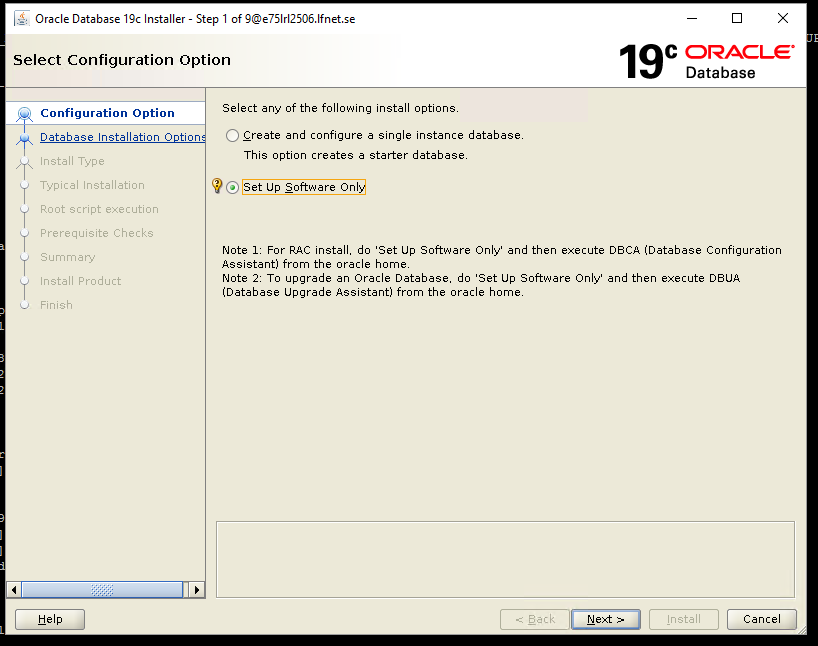 Oracle Database 19c Installer - Step 1 of 9@e75lrl2506.lfnet.se
Select Configuration Option
19c ORACLE
Database
Configuration Option
Database Installation Options
Install Type
Typical Installation
Root script execution
Prerequisite Checks
Summary
Install Product
Finish
Select any of the following install options.
Create and configure a single instance database.
This option creates a starter database.
Set Up Software Only
Note 1: For RAC install, do 'Set Up Software Only' and then execute DBCA (Database Configuration
Assistant) from the oracle home.
Note 2: To upgrade an Oracle Database, do 'Set Up Software Only' and then execute DBUA
(Database Upgrade Assistant) from the oracle home.
Help
< Back
Next >
Install
Cancel